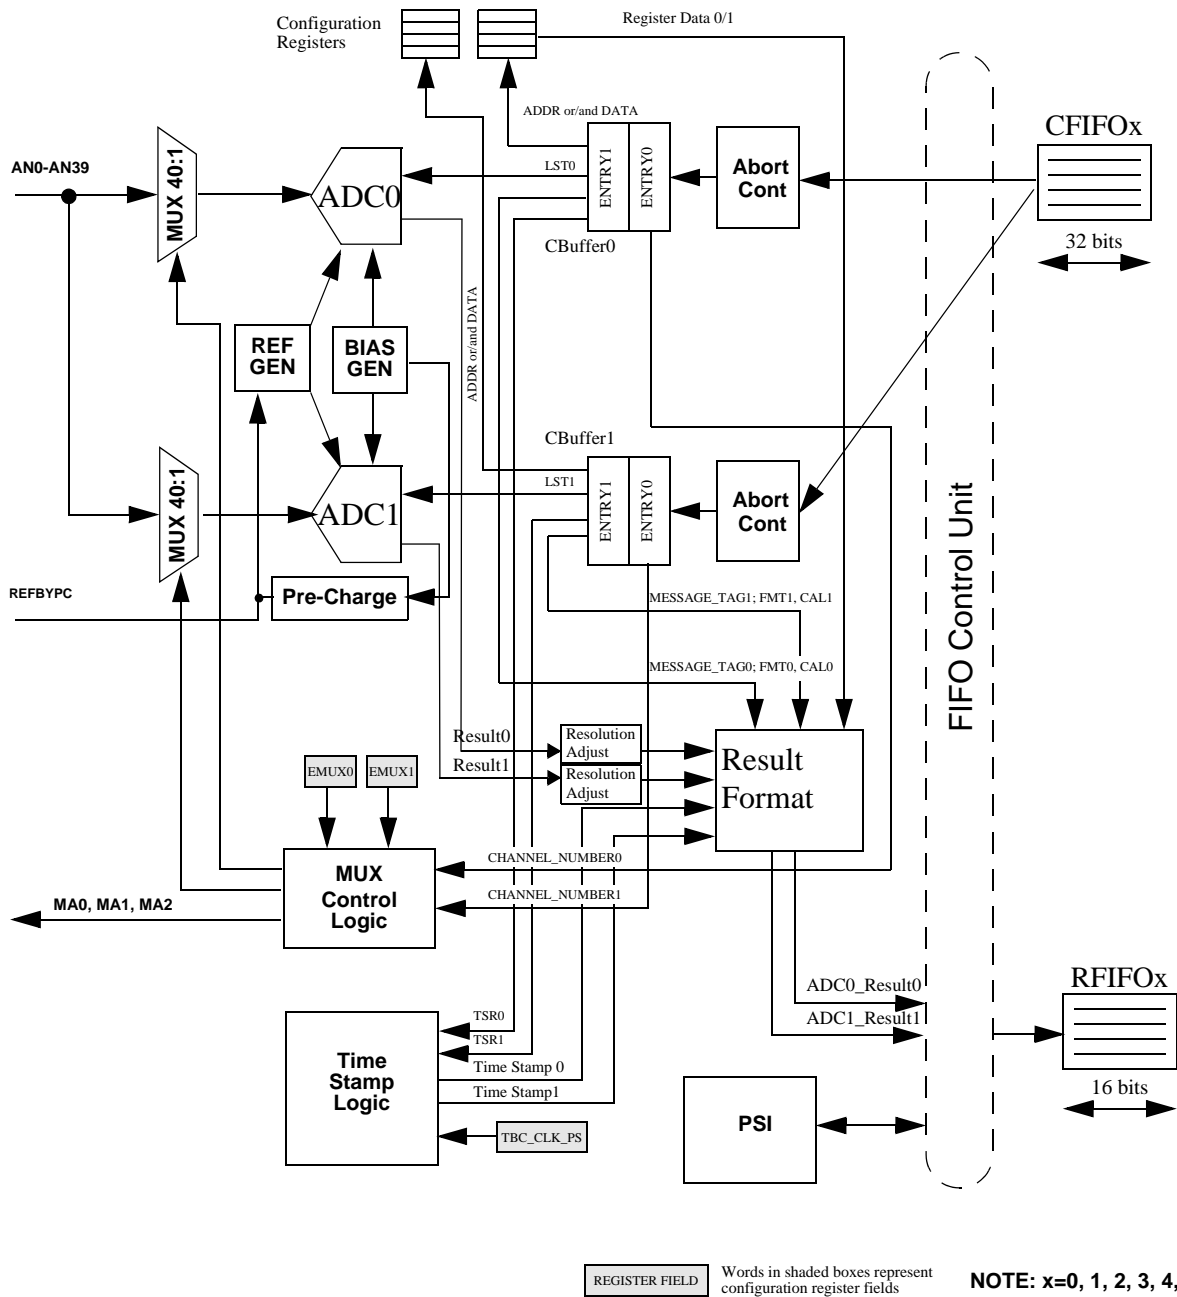 Configuration
Registers
Register Data 0/1
ADDR or/and DATA
CFIFOx
AN0-AN39
MUX 40:1
ADC0
LST0
ENTRY1
ENTRY0
Abort
Cont
32 bits
CBuffer0
ADDR or/and DATA
REF
GEN
BIAS
GEN
CBuffer1
MUX 40:1
ADC1
LST1
ENTRY1
ENTRY0
Abort
Cont
FIFO Control Unit
REFBYPC
Pre-Charge
MESSAGE_TAG1; FMT1, CAL1
MESSAGE_TAG0; FMT0, CAL0
Result0
Resolution
Adjust
Result1
Resolution
Adjust
Result
Format
EMUX0
EMUX1
MUX
Control
Logic
CHANNEL_NUMBER0
CHANNEL_NUMBER1
MA0, MA1, MA2
ADC0_Result0
ADC1_Result1
RFIFOx
16 bits
TSR0
TSR1
Time Stamp 0
Time Stamp1
Time
Stamp
Logic
TBC_CLK_PS
PSI
REGISTER FIELD
Words in shaded boxes represent
configuration register fields
NOTE: x=0, 1, 2, 3, 4,